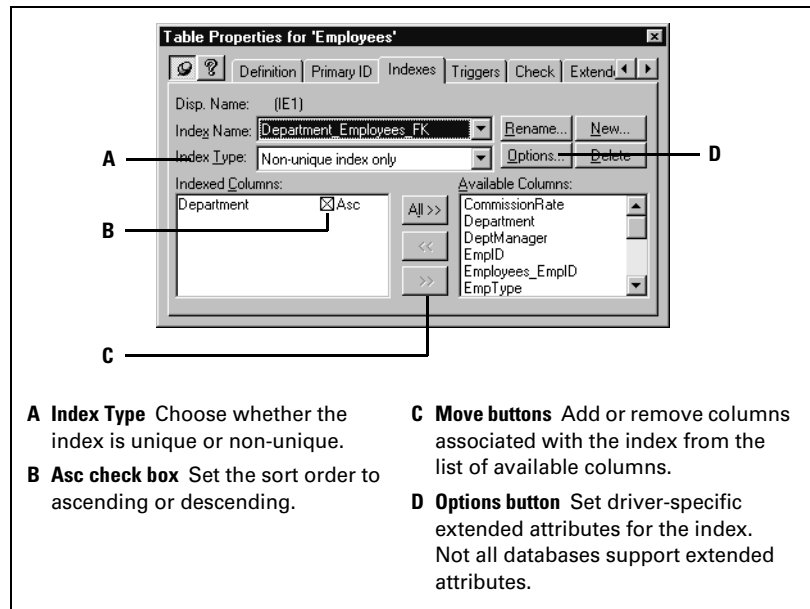 Table Properties for 'Employees'
Definition Primary ID Indexes Triggers Check Extend
Disp. Name: (IE1)
Index Name: Department_Employees_FK Rename... New...
A Index Type: Non-unique index only Options... Delete D
Indexed Columns: Available Columns:
Department Asc
B
All >>
<<
>>
CommissionRate
Department
DeptManager
EmpID
Employees_EmpID
EmpType
C
A Index Type Choose whether the
index is unique or non-unique.
B Asc check box Set the sort order to
ascending or descending.
C Move buttons Add or remove columns
associated with the index from the
list of available columns.
D Options button Set driver-specific
extended attributes for the index.
Not all databases support extended
attributes.